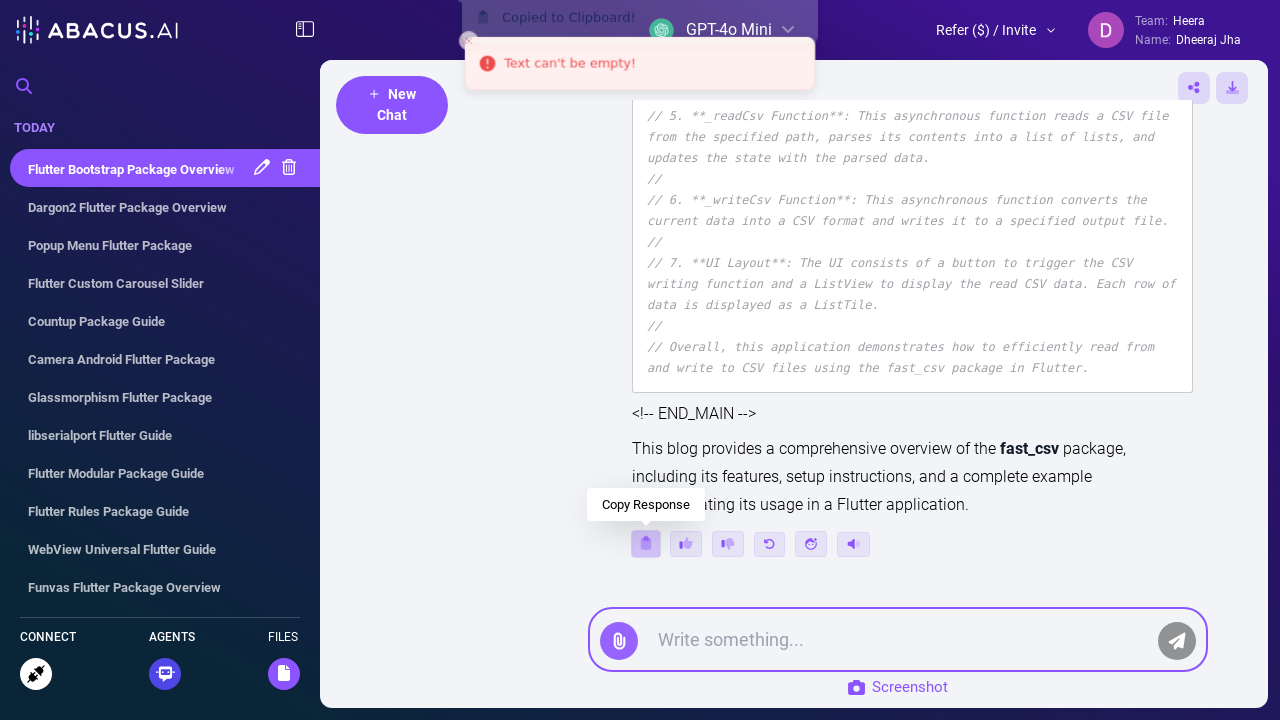 ABACUS.AI
Copied to Clipboard!
GPT-4o Mini
Text can't be empty!
Refer ($) / Invite
D
Team: Heera
Name: Dheeraj Jha
TODAY
Flutter Bootstrap Package Overview
Dargon2 Flutter Package Overview
Popup Menu Flutter Package
Flutter Custom Carousel Slider
Countup Package Guide
Camera Android Flutter Package
Glassmorphism Flutter Package
libserialport Flutter Guide
Flutter Modular Package Guide
Flutter Rules Package Guide
WebView Universal Flutter Guide
Funvas Flutter Package Overview
CONNECT
AGENTS
FILES
+ New
Chat
// 5. **_readCsv Function**: This asynchronous function reads a CSV file
from the specified path, parses its contents into a list of lists, and
updates the state with the parsed data.
//
// 6. **_writeCsv Function**: This asynchronous function converts the
current data into a CSV format and writes it to a specified output file.
//
// 7. **UI Layout**: The UI consists of a button to trigger the CSV
writing function and a ListView to display the read CSV data. Each row of
data is displayed as a ListTile.
//
// Overall, this application demonstrates how to efficiently read from
and write to CSV files using the fast_csv package in Flutter.
<!-- END_MAIN -->
This blog provides a comprehensive overview of the fast_csv package,
including its features, setup instructions, and a complete example
ating its usage in a Flutter application.
Copy Response
Write something...
Screenshot